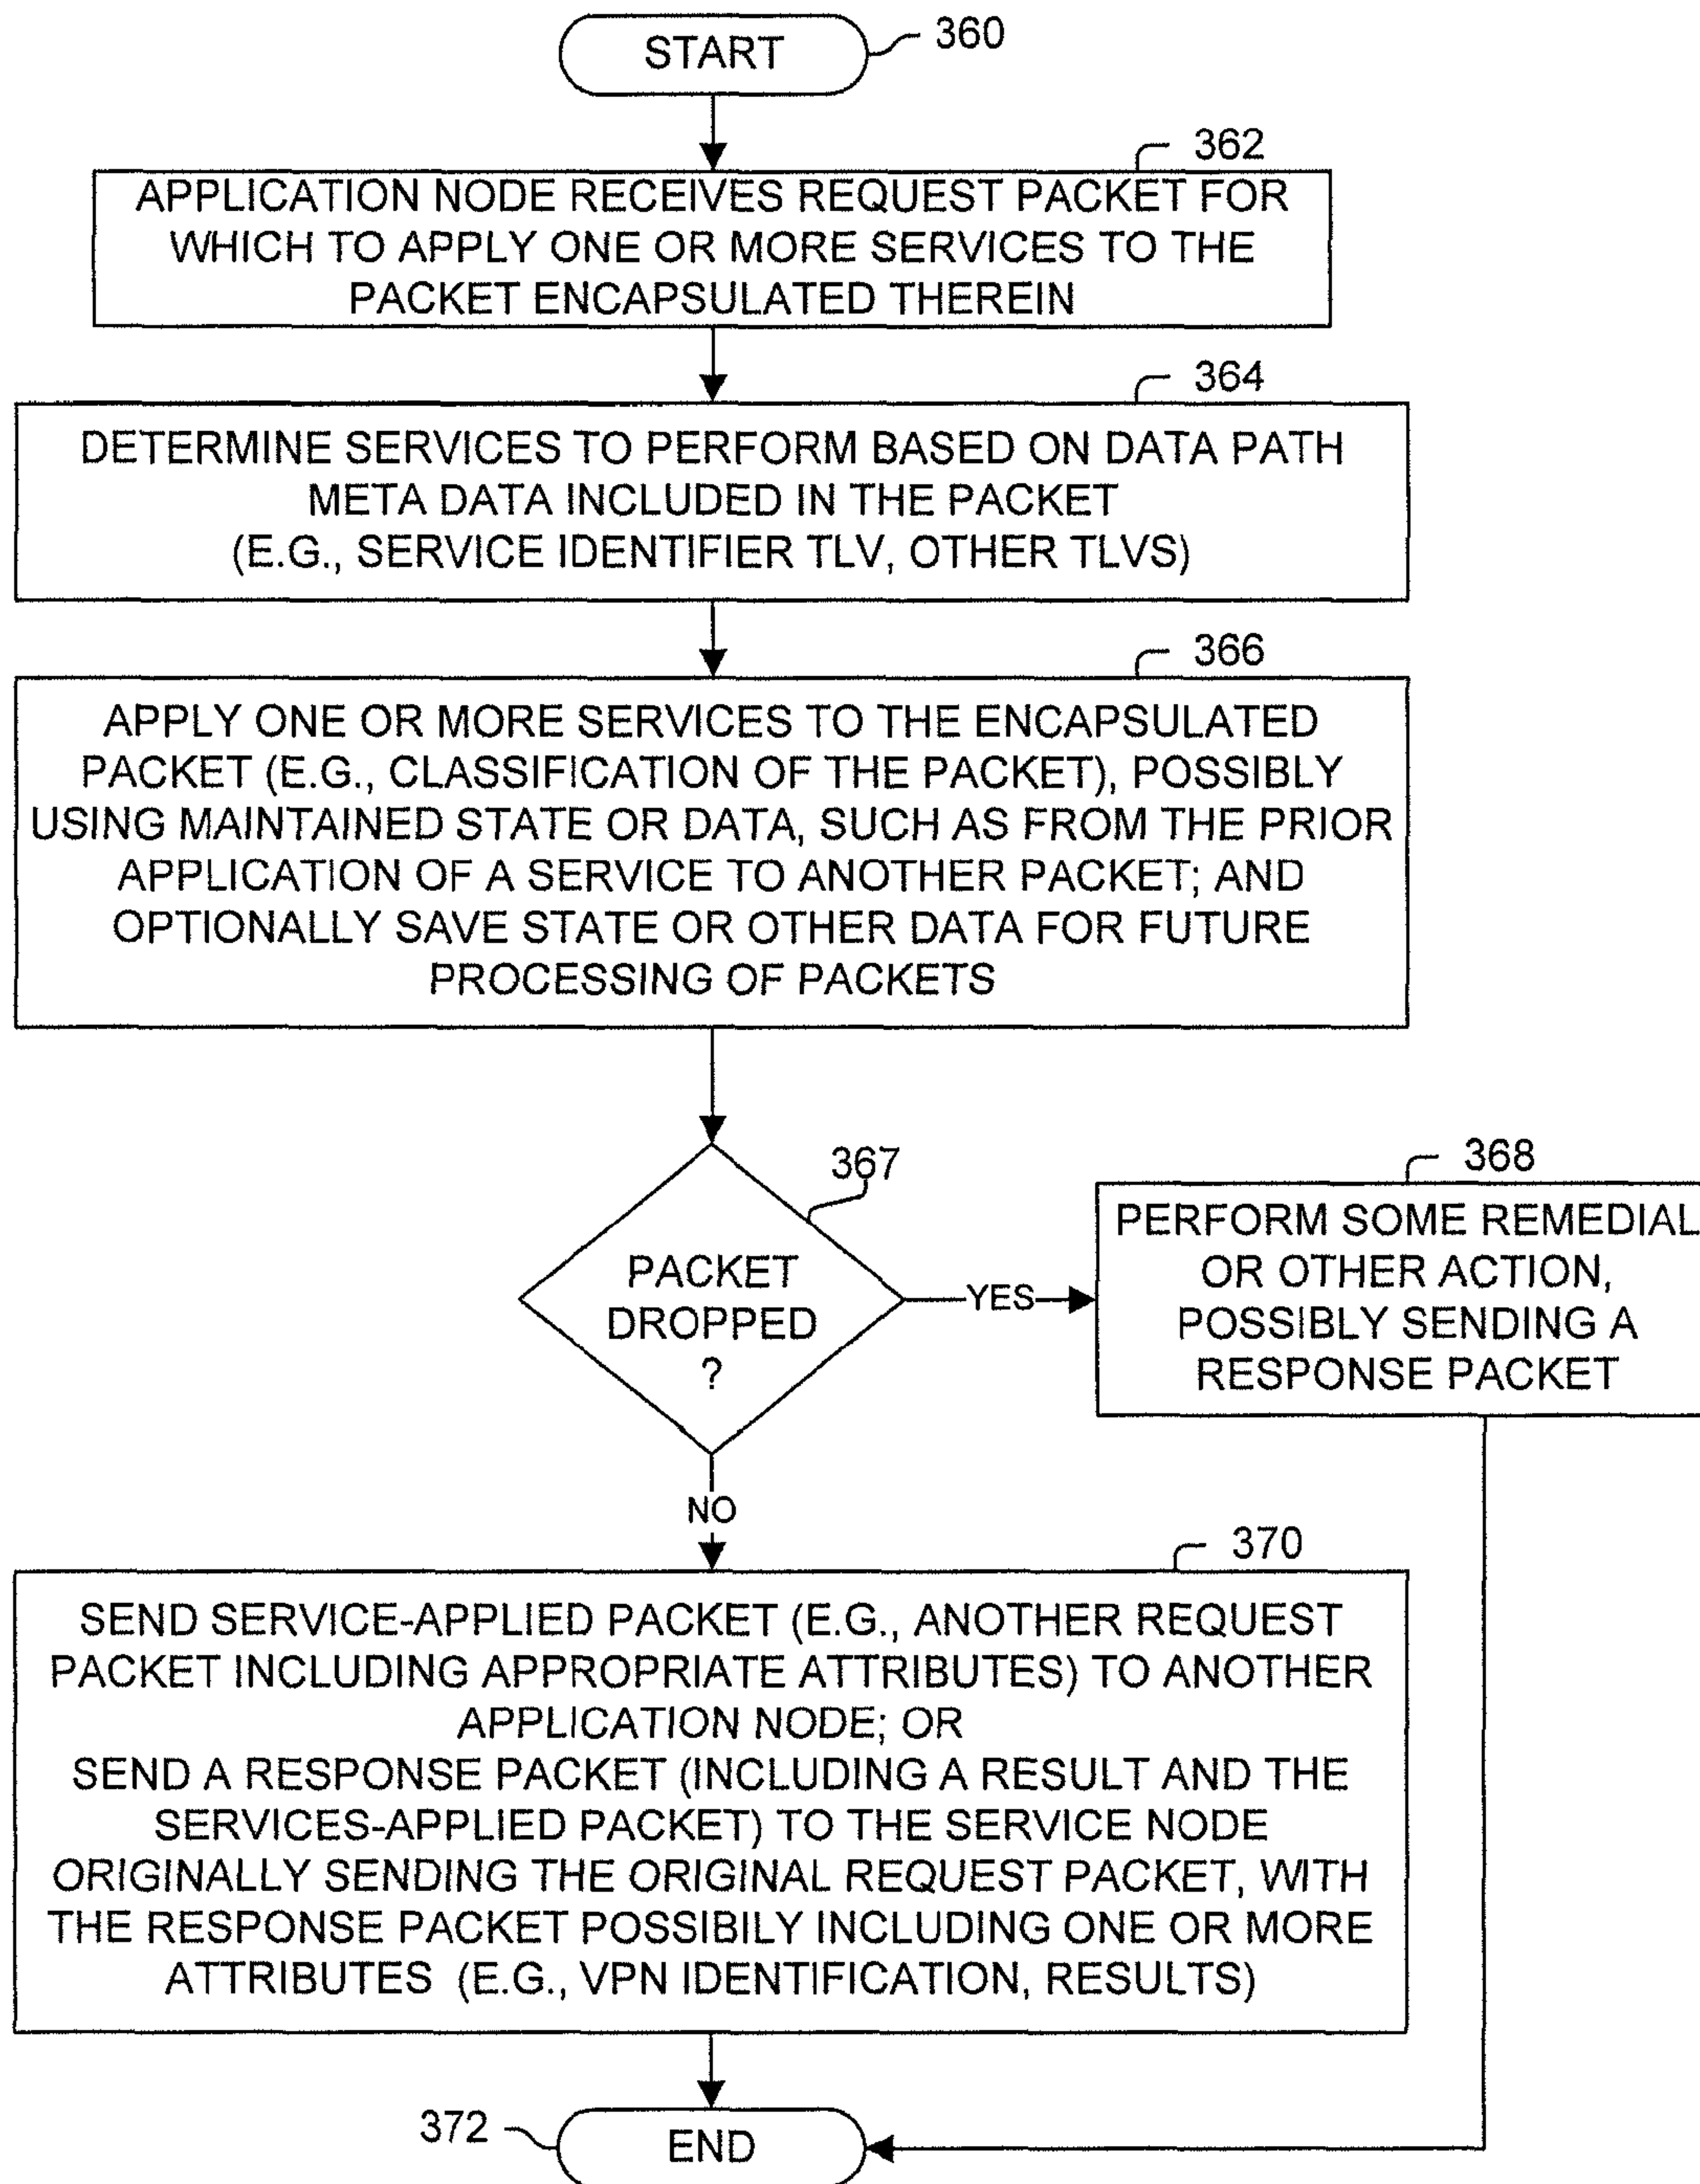 START
360
362
APPLICATION NODE RECEIVES REQUEST PACKET FOR
WHICH TO APPLY ONE OR MORE SERVICES TO THE
PACKET ENCAPSULATED THEREIN
364
DETERMINE SERVICES TO PERFORM BASED ON DATA PATH
META DATA INCLUDED IN THE PACKET
(E.G., SERVICE IDENTIFIER TLV, OTHER TLVS)
366
APPLY ONE OR MORE SERVICES TO THE ENCAPSULATED
PACKET (E.G., CLASSIFICATION OF THE PACKET), POSSIBLY
USING MAINTAINED STATE OR DATA, SUCH AS FROM THE PRIOR
APPLICATION OF A SERVICE TO ANOTHER PACKET; AND
OPTIONALLY SAVE STATE OR OTHER DATA FOR FUTURE
PROCESSING OF PACKETS
367
PACKET
DROPPED
?
YES
368
PERFORM SOME REMEDIAL
OR OTHER ACTION,
POSSIBLY SENDING A
RESPONSE PACKET
NO
370
SEND SERVICE-APPLIED PACKET (E.G., ANOTHER REQUEST
PACKET INCLUDING APPROPRIATE ATTRIBUTES) TO ANOTHER
APPLICATION NODE; OR
SEND A RESPONSE PACKET (INCLUDING A RESULT AND THE
SERVICES-APPLIED PACKET) TO THE SERVICE NODE
ORIGINALLY SENDING THE ORIGINAL REQUEST PACKET, WITH
THE RESPONSE PACKET POSSIBILY INCLUDING ONE OR MORE
ATTRIBUTES (E.G., VPN IDENTIFICATION, RESULTS)
372
END